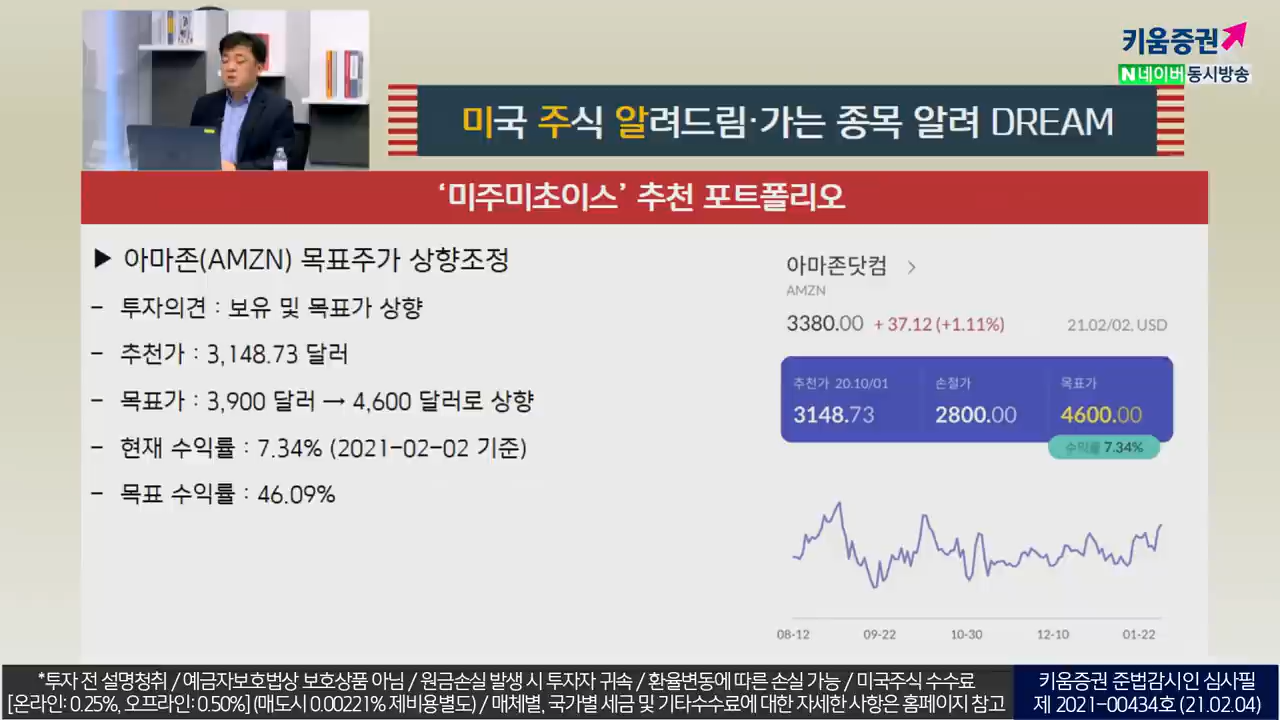 키움증권
N 네이버 동시방송
미국 주식 알려드림·가는 종목 알려 DREAM
‘미주미초이스’ 추천 포트폴리오
▶ 아마존(AMZN) 목표주가 상향조정
- 투자의견 : 보유 및 목표가 상향
- 추천가 : 3,148.73 달러
- 목표가 : 3,900 달러 → 4,600 달러로 상향
- 현재 수익률 : 7.34% (2021-02-02 기준)
- 목표 수익률 : 46.09%
아마존닷컴 >
AMZN
3380.00 + 37.12 (+1.11%) 21.02/02, USD
추천가 20.10/01 손절가 목표가
3148.73 2800.00 4600.00
수익률 7.34%
08-12 09-22 10-30 12-10 01-22
*투자 전 설명청취 / 예금자보호법상 보호상품 아님 / 원금손실 발생 시 투자자 귀속 / 환율변동에 따른 손실 가능 / 미국주식 수수료
[온라인: 0.25%, 오프라인: 0.50%] (매도시 0.00221% 제비용별도) / 매체별, 국가별 세금 및 기타수수료에 대한 자세한 사항은 홈페이지 참고
키움증권 준법감시인 심사필
제 2021-00434호 (21.02.04)